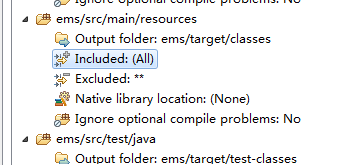 Ignore optional compile problems: No
ems/src/main/resources
Output folder: ems/target/classes
Included: (All)
Excluded: **
Native library location: (None)
Ignore optional compile problems: No
ems/src/test/java
Output folder: ems/target/test-classes